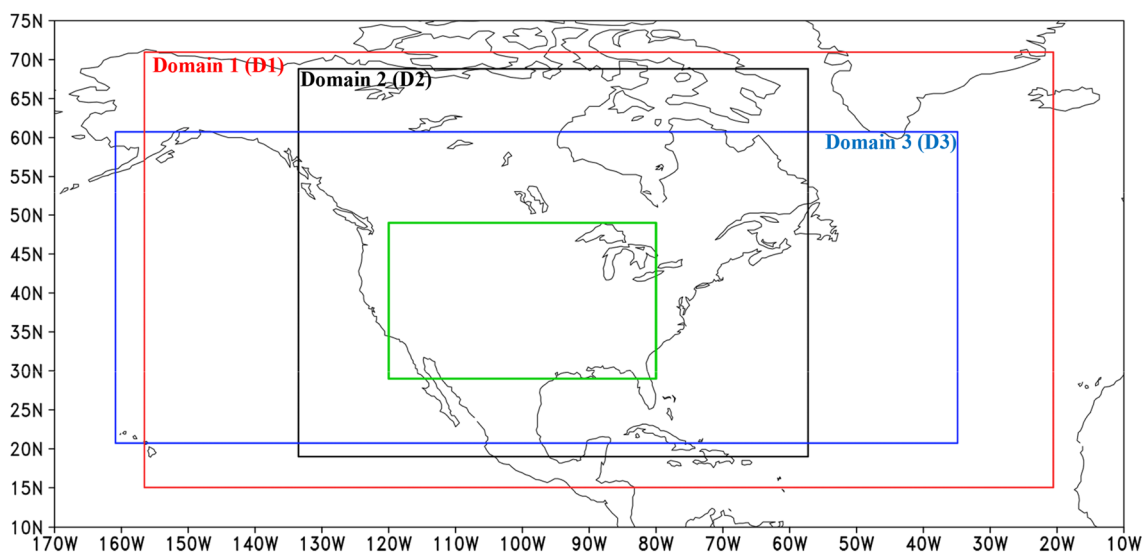 75N
70N
Domain 1 (D1)
Domain 2 (D2)
65N
60N
Domain 3 (D3)
55N
50N
45N
40N
35N
30N
25N
20N
15N
10N
170W 160W 150W 140W 130W 120W 110W 100W 90W 80W 70W 60W 50W 40W 30W 20W 10W